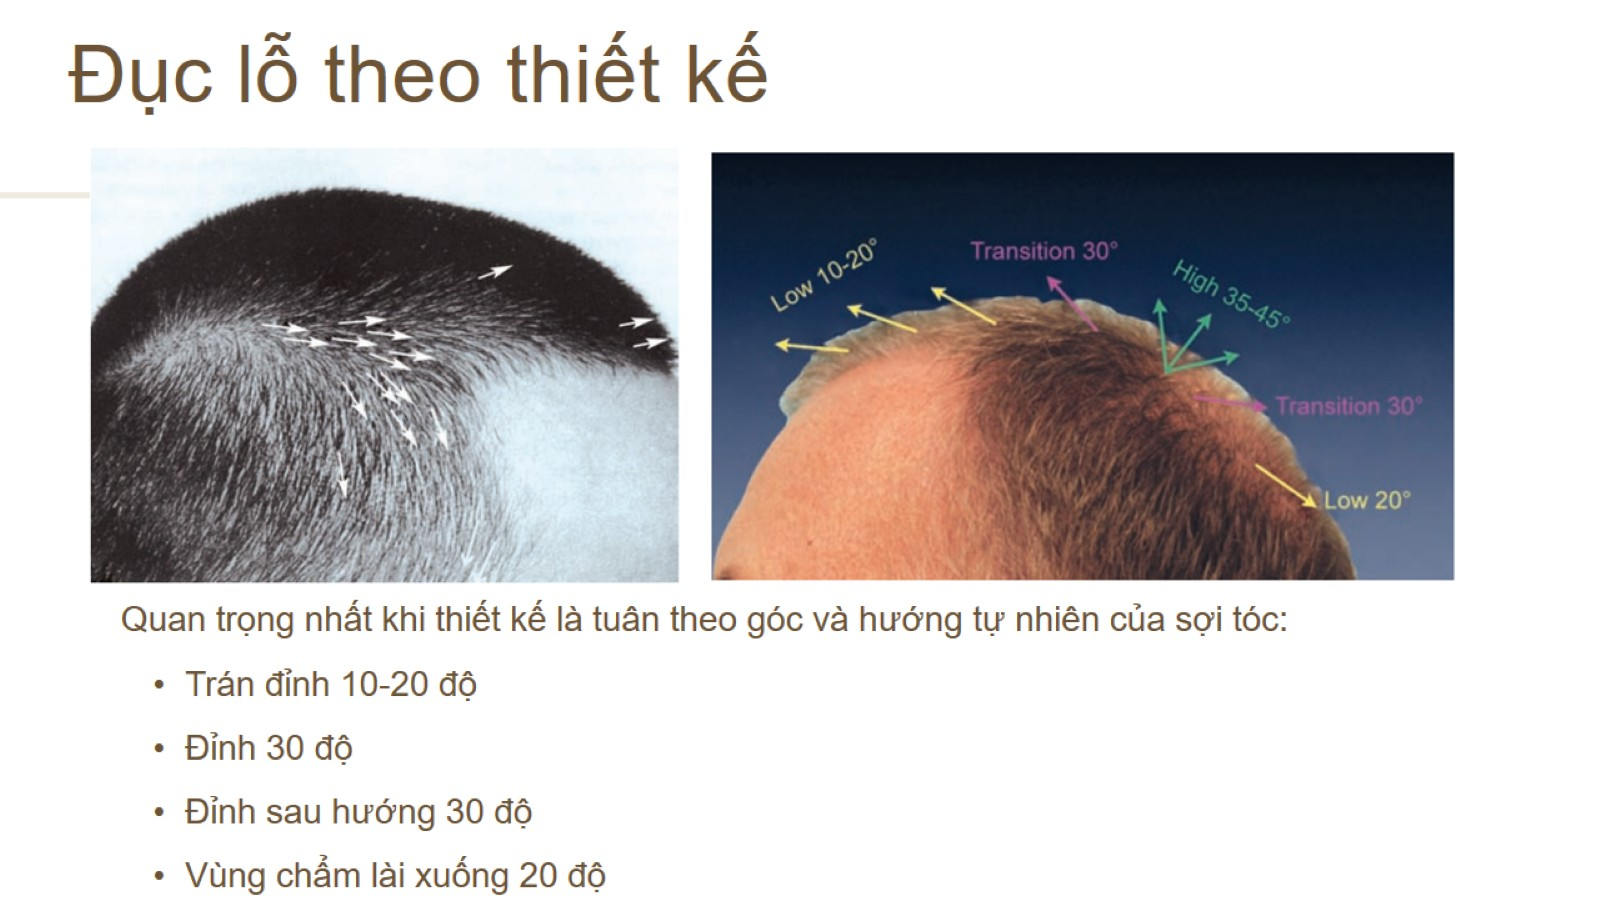 Đục lỗ theo thiết kế
Low 10-20°
Transition 30°
High 35-45°
Transition 30°
Low 20°
Quan trọng nhất khi thiết kế là tuân theo góc và hướng tự nhiên của sợi tóc:
• Trán đỉnh 10-20 độ
• Đỉnh 30 độ
• Đỉnh sau hướng 30 độ
• Vùng chẩm lài xuống 20 độ